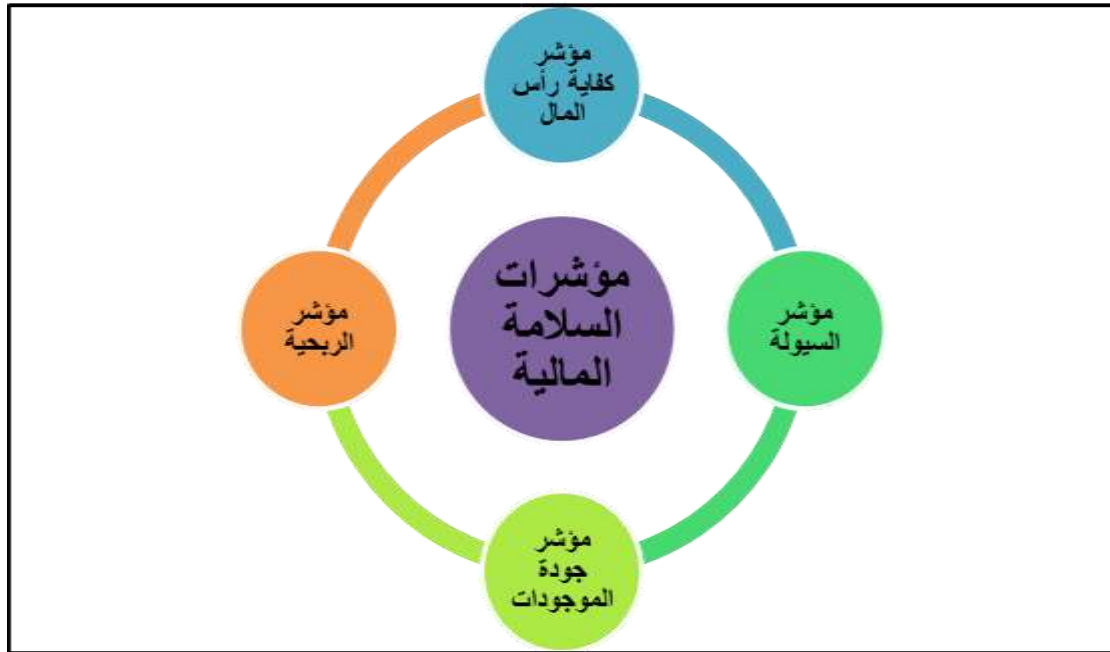 مؤشر
كفاية رأس
المال
مؤشرات
السلامة
المالية
مؤشر
السيولة
مؤشر
الربحية
مؤشر
جودة
الموجودات